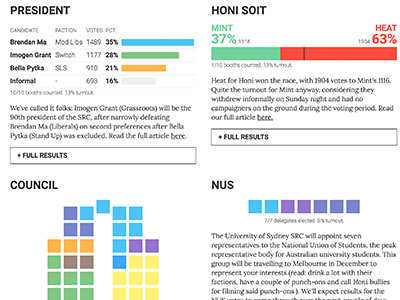 PRESIDENT
CANDIDATE FACTION VOTES PCT.
Brendan Ma Mod Libs 1489 35%
Imogen Grant Switch 1177 28%
Bella Pytka SLS 910 21%
Informal - 693 16%
10/10 booths counted. 13% turnout.
We've called it folks: Imogen Grant (Grassroots) will be the
90th president of the SRC, after narrowly defeating
Brendan Ma (Liberals) on second preferences after Bella
Pytka (Stand Up) was excluded. Read the full article here.
+ FULL RESULTS
HONI SOIT
MINT HEAT
37% 1116 1904 63%
1/10 booths counted. 13% turnout.
Heat for Honi won the race, with 1904 votes to Mint's 1116.
Quite the turnout for Mint anyway, considering they
withdrew informally on Sunday night and had no
campaigners on the ground during the voting period. Read
our full article here.
+ FULL RESULTS
COUNCIL
NUS
7/7 delegates elected. 8% turnout.
The University of Sydney SRC will appoint seven
representatives to the National Union of Students, the peak
representative body for Australian university students. This
group will be travelling to Melbourne in December to
represent your interests (read: drink a lot with their
factions, have a couple of punch-ons and call Honi bullies
for filming said punch-ons ). We'll expect results for the